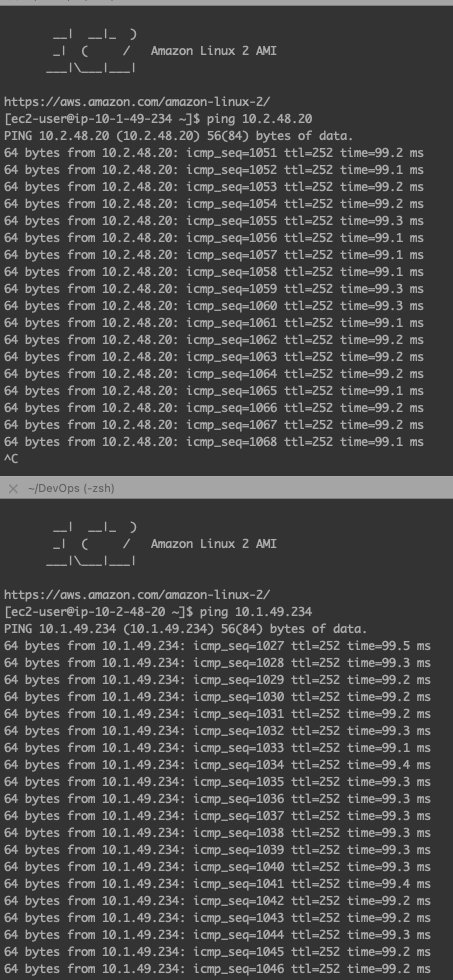 __| __|_ )
_| ( / Amazon Linux 2 AMI
___|\___|___|
https://aws.amazon.com/amazon-linux-2/
[ec2-user@ip-10-1-49-234 ~]$ ping 10.2.48.20
PING 10.2.48.20 (10.2.48.20) 56(84) bytes of data.
64 bytes from 10.2.48.20: icmp_seq=1051 ttl=252 time=99.2 ms
64 bytes from 10.2.48.20: icmp_seq=1052 ttl=252 time=99.1 ms
64 bytes from 10.2.48.20: icmp_seq=1053 ttl=252 time=99.2 ms
64 bytes from 10.2.48.20: icmp_seq=1054 ttl=252 time=99.2 ms
64 bytes from 10.2.48.20: icmp_seq=1055 ttl=252 time=99.3 ms
64 bytes from 10.2.48.20: icmp_seq=1056 ttl=252 time=99.1 ms
64 bytes from 10.2.48.20: icmp_seq=1057 ttl=252 time=99.1 ms
64 bytes from 10.2.48.20: icmp_seq=1058 ttl=252 time=99.1 ms
64 bytes from 10.2.48.20: icmp_seq=1059 ttl=252 time=99.3 ms
64 bytes from 10.2.48.20: icmp_seq=1060 ttl=252 time=99.3 ms
64 bytes from 10.2.48.20: icmp_seq=1061 ttl=252 time=99.1 ms
64 bytes from 10.2.48.20: icmp_seq=1062 ttl=252 time=99.2 ms
64 bytes from 10.2.48.20: icmp_seq=1063 ttl=252 time=99.2 ms
64 bytes from 10.2.48.20: icmp_seq=1064 ttl=252 time=99.2 ms
64 bytes from 10.2.48.20: icmp_seq=1065 ttl=252 time=99.1 ms
64 bytes from 10.2.48.20: icmp_seq=1066 ttl=252 time=99.2 ms
64 bytes from 10.2.48.20: icmp_seq=1067 ttl=252 time=99.2 ms
64 bytes from 10.2.48.20: icmp_seq=1068 ttl=252 time=99.1 ms
^C
~/DevOps (-zsh)
__| __|_ )
_| ( / Amazon Linux 2 AMI
___|\___|___|
https://aws.amazon.com/amazon-linux-2/
[ec2-user@ip-10-2-48-20 ~]$ ping 10.1.49.234
PING 10.1.49.234 (10.1.49.234) 56(84) bytes of data.
64 bytes from 10.1.49.234: icmp_seq=1027 ttl=252 time=99.5 ms
64 bytes from 10.1.49.234: icmp_seq=1028 ttl=252 time=99.3 ms
64 bytes from 10.1.49.234: icmp_seq=1029 ttl=252 time=99.2 ms
64 bytes from 10.1.49.234: icmp_seq=1030 ttl=252 time=99.2 ms
64 bytes from 10.1.49.234: icmp_seq=1031 ttl=252 time=99.2 ms
64 bytes from 10.1.49.234: icmp_seq=1032 ttl=252 time=99.3 ms
64 bytes from 10.1.49.234: icmp_seq=1033 ttl=252 time=99.1 ms
64 bytes from 10.1.49.234: icmp_seq=1034 ttl=252 time=99.4 ms
64 bytes from 10.1.49.234: icmp_seq=1035 ttl=252 time=99.3 ms
64 bytes from 10.1.49.234: icmp_seq=1036 ttl=252 time=99.3 ms
64 bytes from 10.1.49.234: icmp_seq=1037 ttl=252 time=99.3 ms
64 bytes from 10.1.49.234: icmp_seq=1038 ttl=252 time=99.3 ms
64 bytes from 10.1.49.234: icmp_seq=1039 ttl=252 time=99.3 ms
64 bytes from 10.1.49.234: icmp_seq=1040 ttl=252 time=99.3 ms
64 bytes from 10.1.49.234: icmp_seq=1041 ttl=252 time=99.4 ms
64 bytes from 10.1.49.234: icmp_seq=1042 ttl=252 time=99.2 ms
64 bytes from 10.1.49.234: icmp_seq=1043 ttl=252 time=99.2 ms
64 bytes from 10.1.49.234: icmp_seq=1044 ttl=252 time=99.3 ms
64 bytes from 10.1.49.234: icmp_seq=1045 ttl=252 time=99.2 ms
64 bytes from 10.1.49.234: icmp_seq=1046 ttl=252 time=99.2 ms